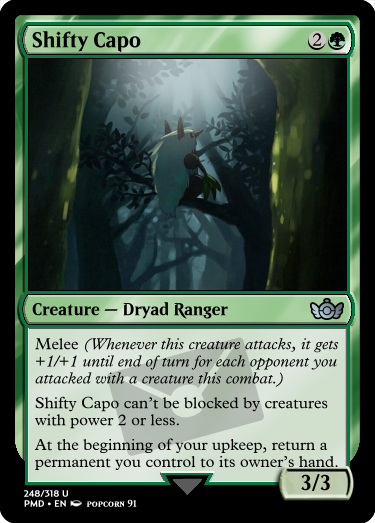 Shifty Capo 2
Creature — Dryad Ranger
Melee (Whenever this creature attacks, it gets
+1/+1 until end of turn for each opponent you
attacked with a creature this combat.)
Shifty Capo can't be blocked by creatures
with power 2 or less.
At the beginning of your upkeep, return a
permanent you control to its owner's hand.
3/3
248/318 U
PMD • EN POPCORN 91